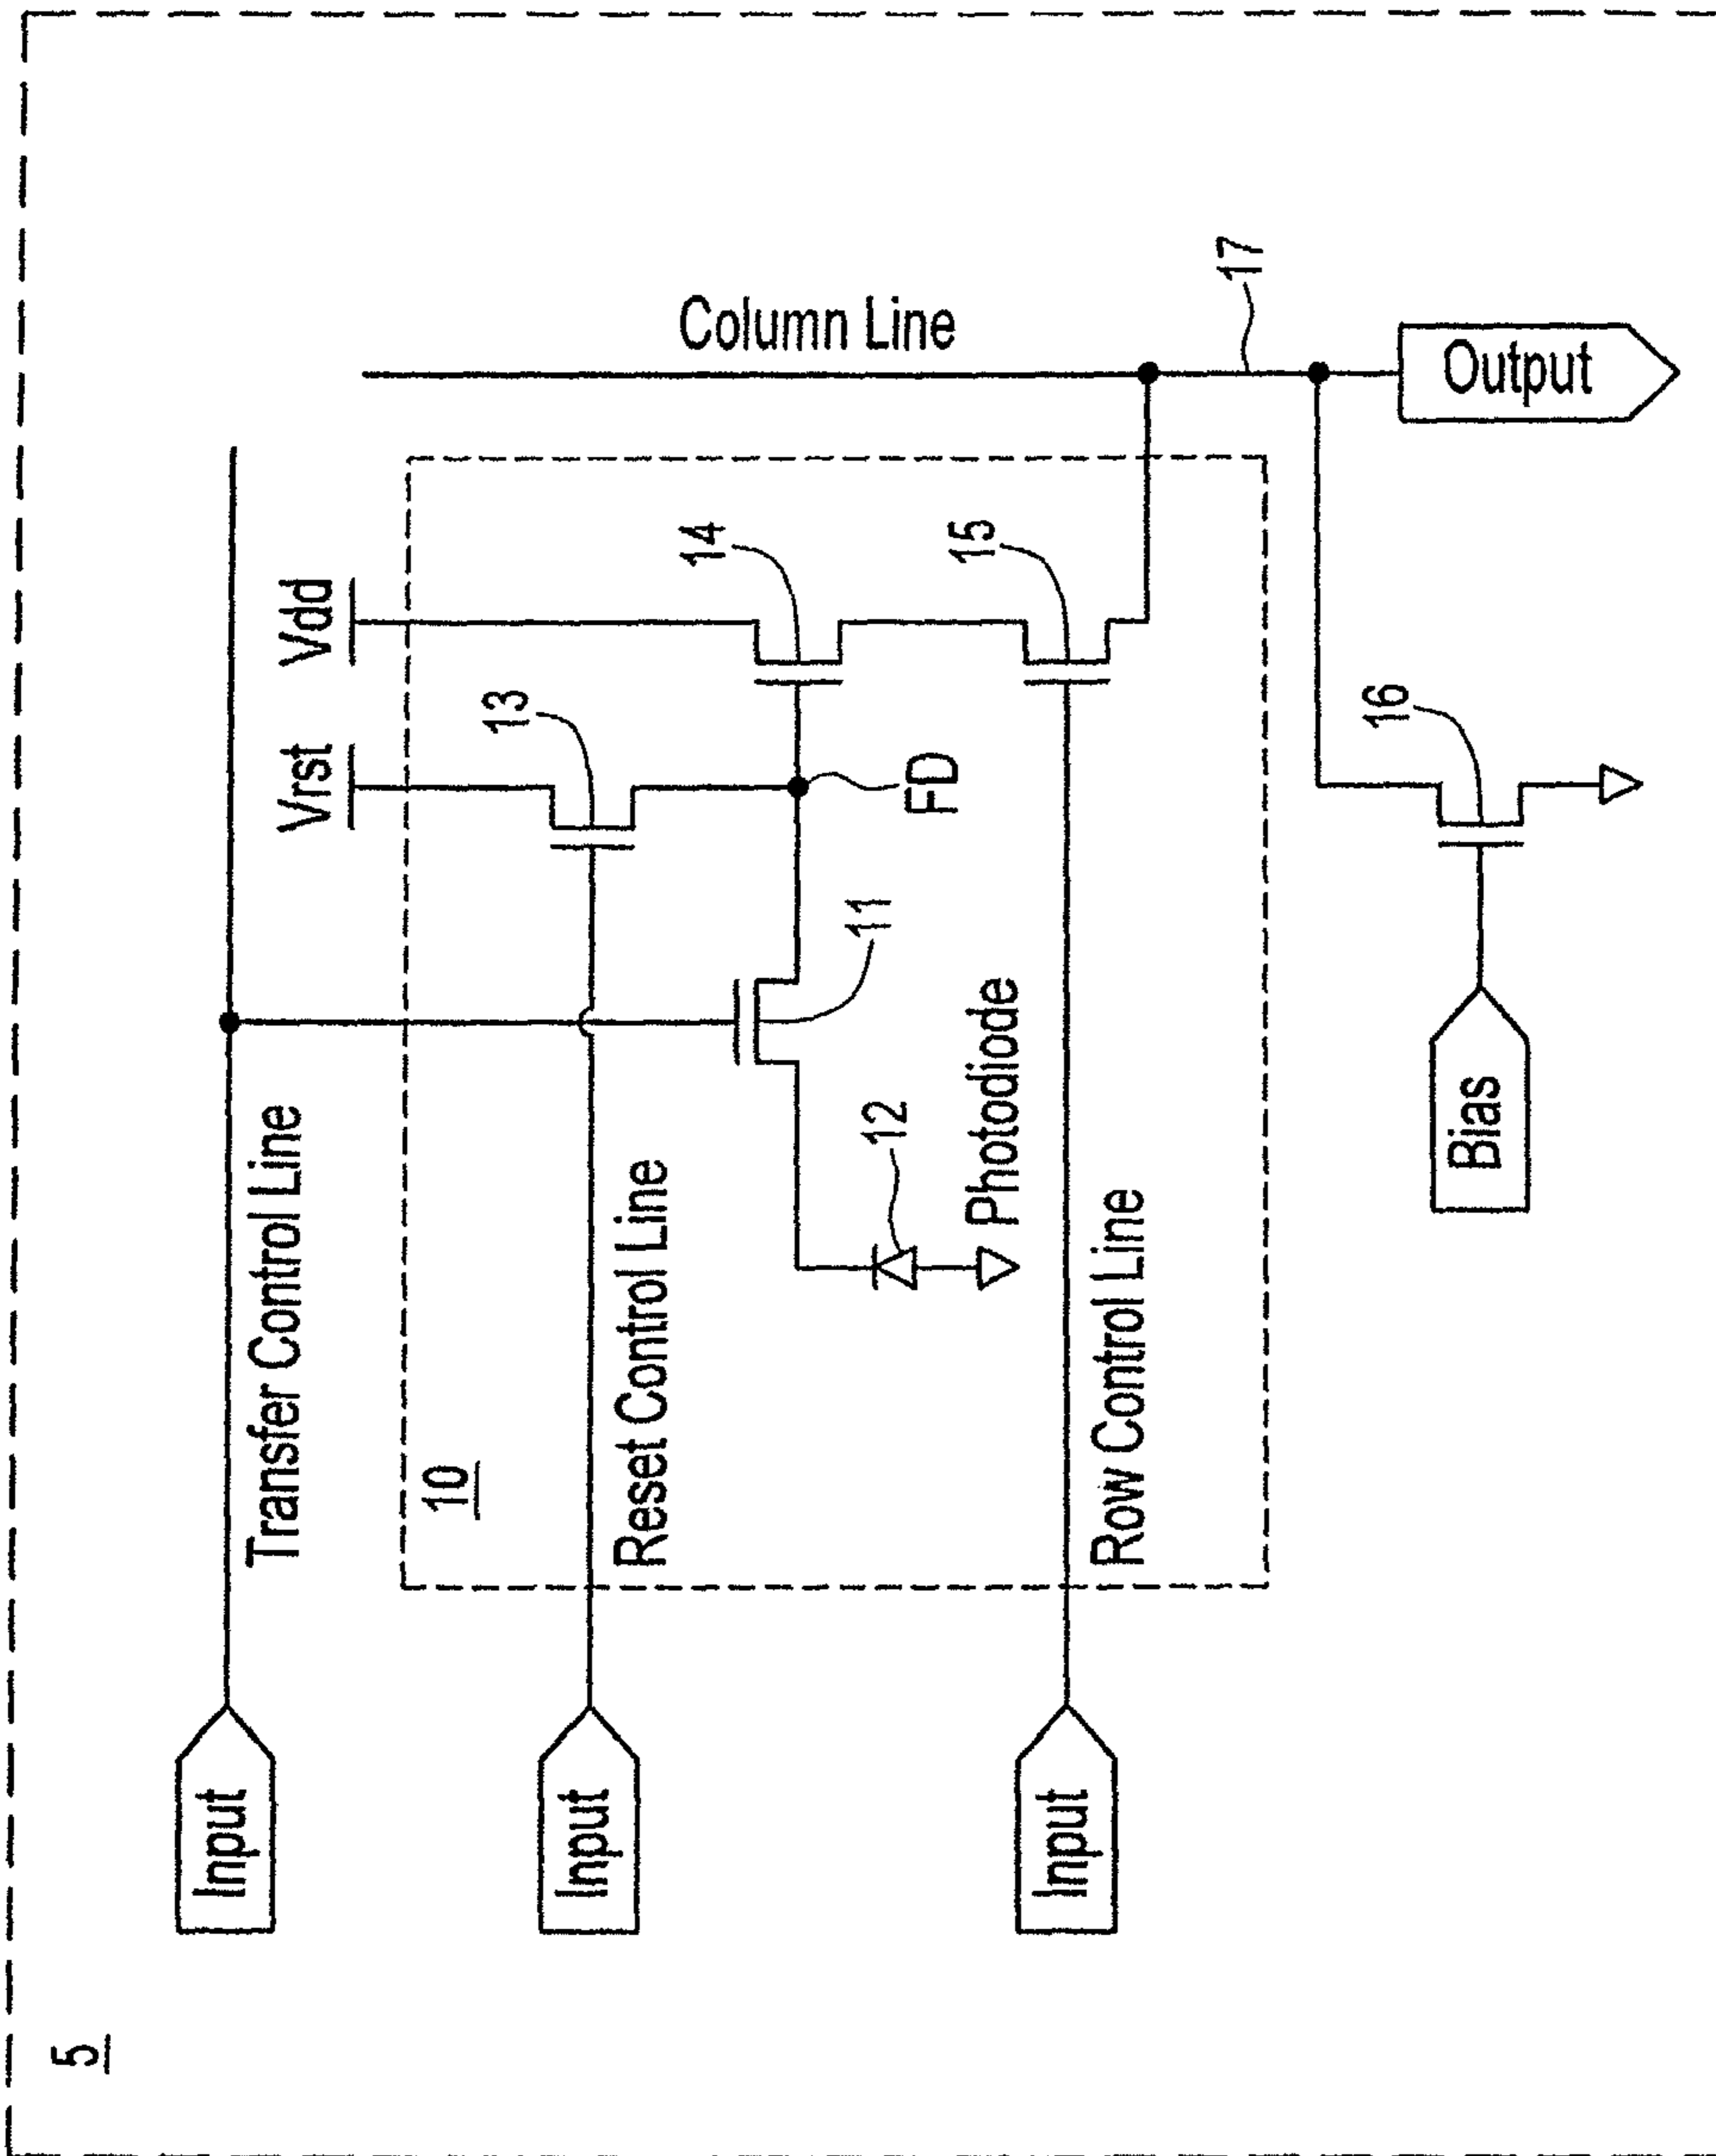 5
Input
Transfer Control Line
10
Input
Reset Control Line
Input
Row Control Line
Vrst
Vdd
13
14
15
11
12
FD
Photodiode
Column Line
17
16
Bias
Output